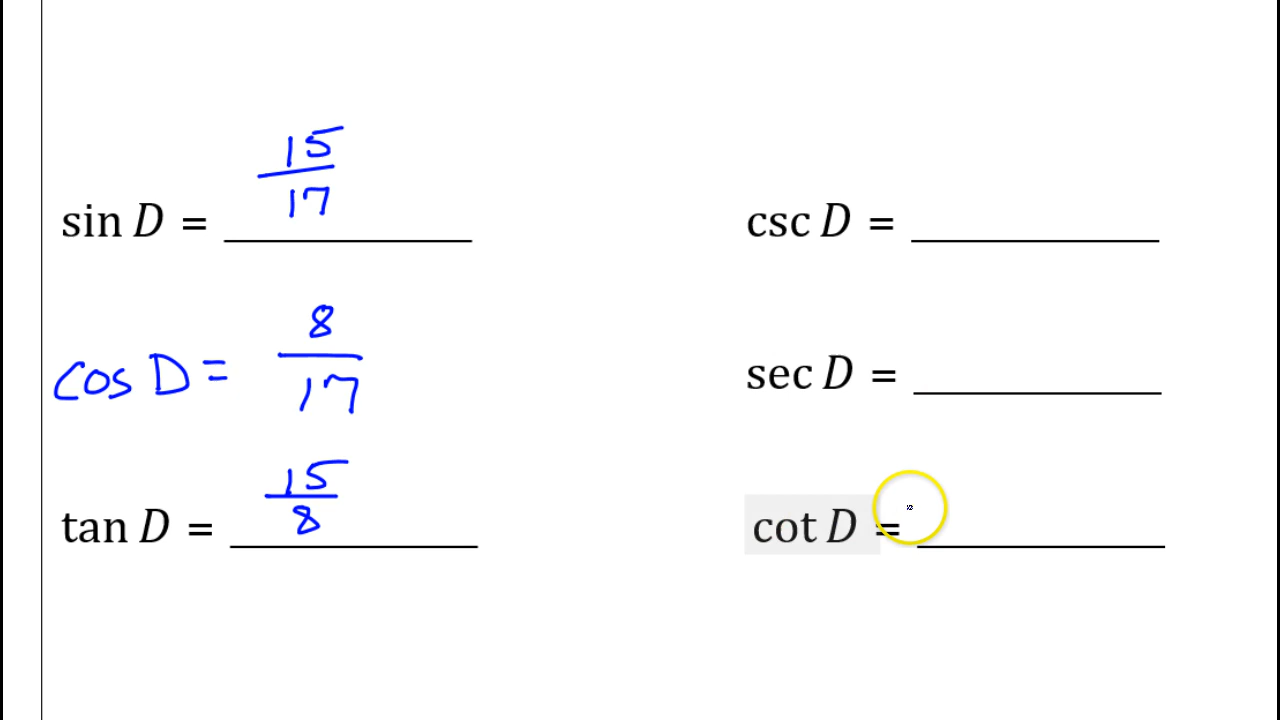 sin D = 15/17
csc D =
cos D = 8/17
sec D =
tan D = 15/8
cot D =